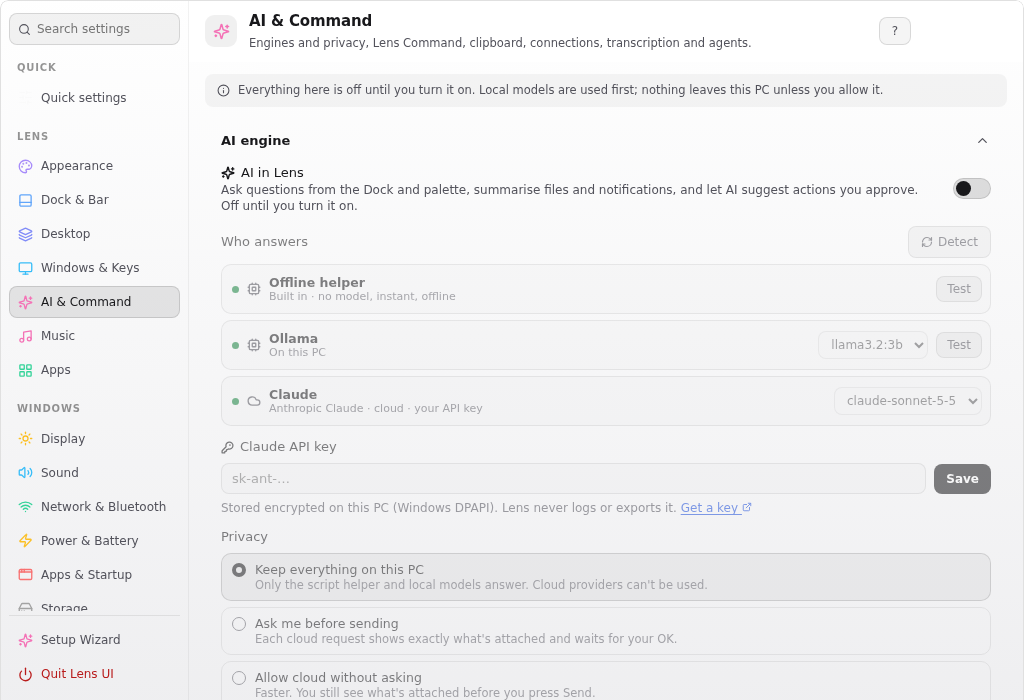 Search settings
QUICK
Quick settings
LENS
Appearance
Dock & Bar
Desktop
Windows & Keys
AI & Command
Music
Apps
WINDOWS
Display
Sound
Network & Bluetooth
Power & Battery
Apps & Startup
Storage
Setup Wizard
Quit Lens UI
AI & Command
Engines and privacy, Lens Command, clipboard, connections, transcription and agents.
?
Everything here is off until you turn it on. Local models are used first; nothing leaves this PC unless you allow it.
AI engine
AI in Lens
Ask questions from the Dock and palette, summarise files and notifications, and let AI suggest actions you approve.
Off until you turn it on.
Who answers
Detect
Offline helper
Built in · no model, instant, offline
Test
Ollama
On this PC
llama3.2:3b
Test
Claude
Anthropic Claude · cloud · your API key
claude-sonnet-5-5
Claude API key
sk-ant-...
Save
Stored encrypted on this PC (Windows DPAPI). Lens never logs or exports it. Get a key
Privacy
Keep everything on this PC
Only the script helper and local models answer. Cloud providers can't be used.
Ask me before sending
Each cloud request shows exactly what's attached and waits for your OK.
Allow cloud without asking
Faster. You still see what's attached before you press Send.